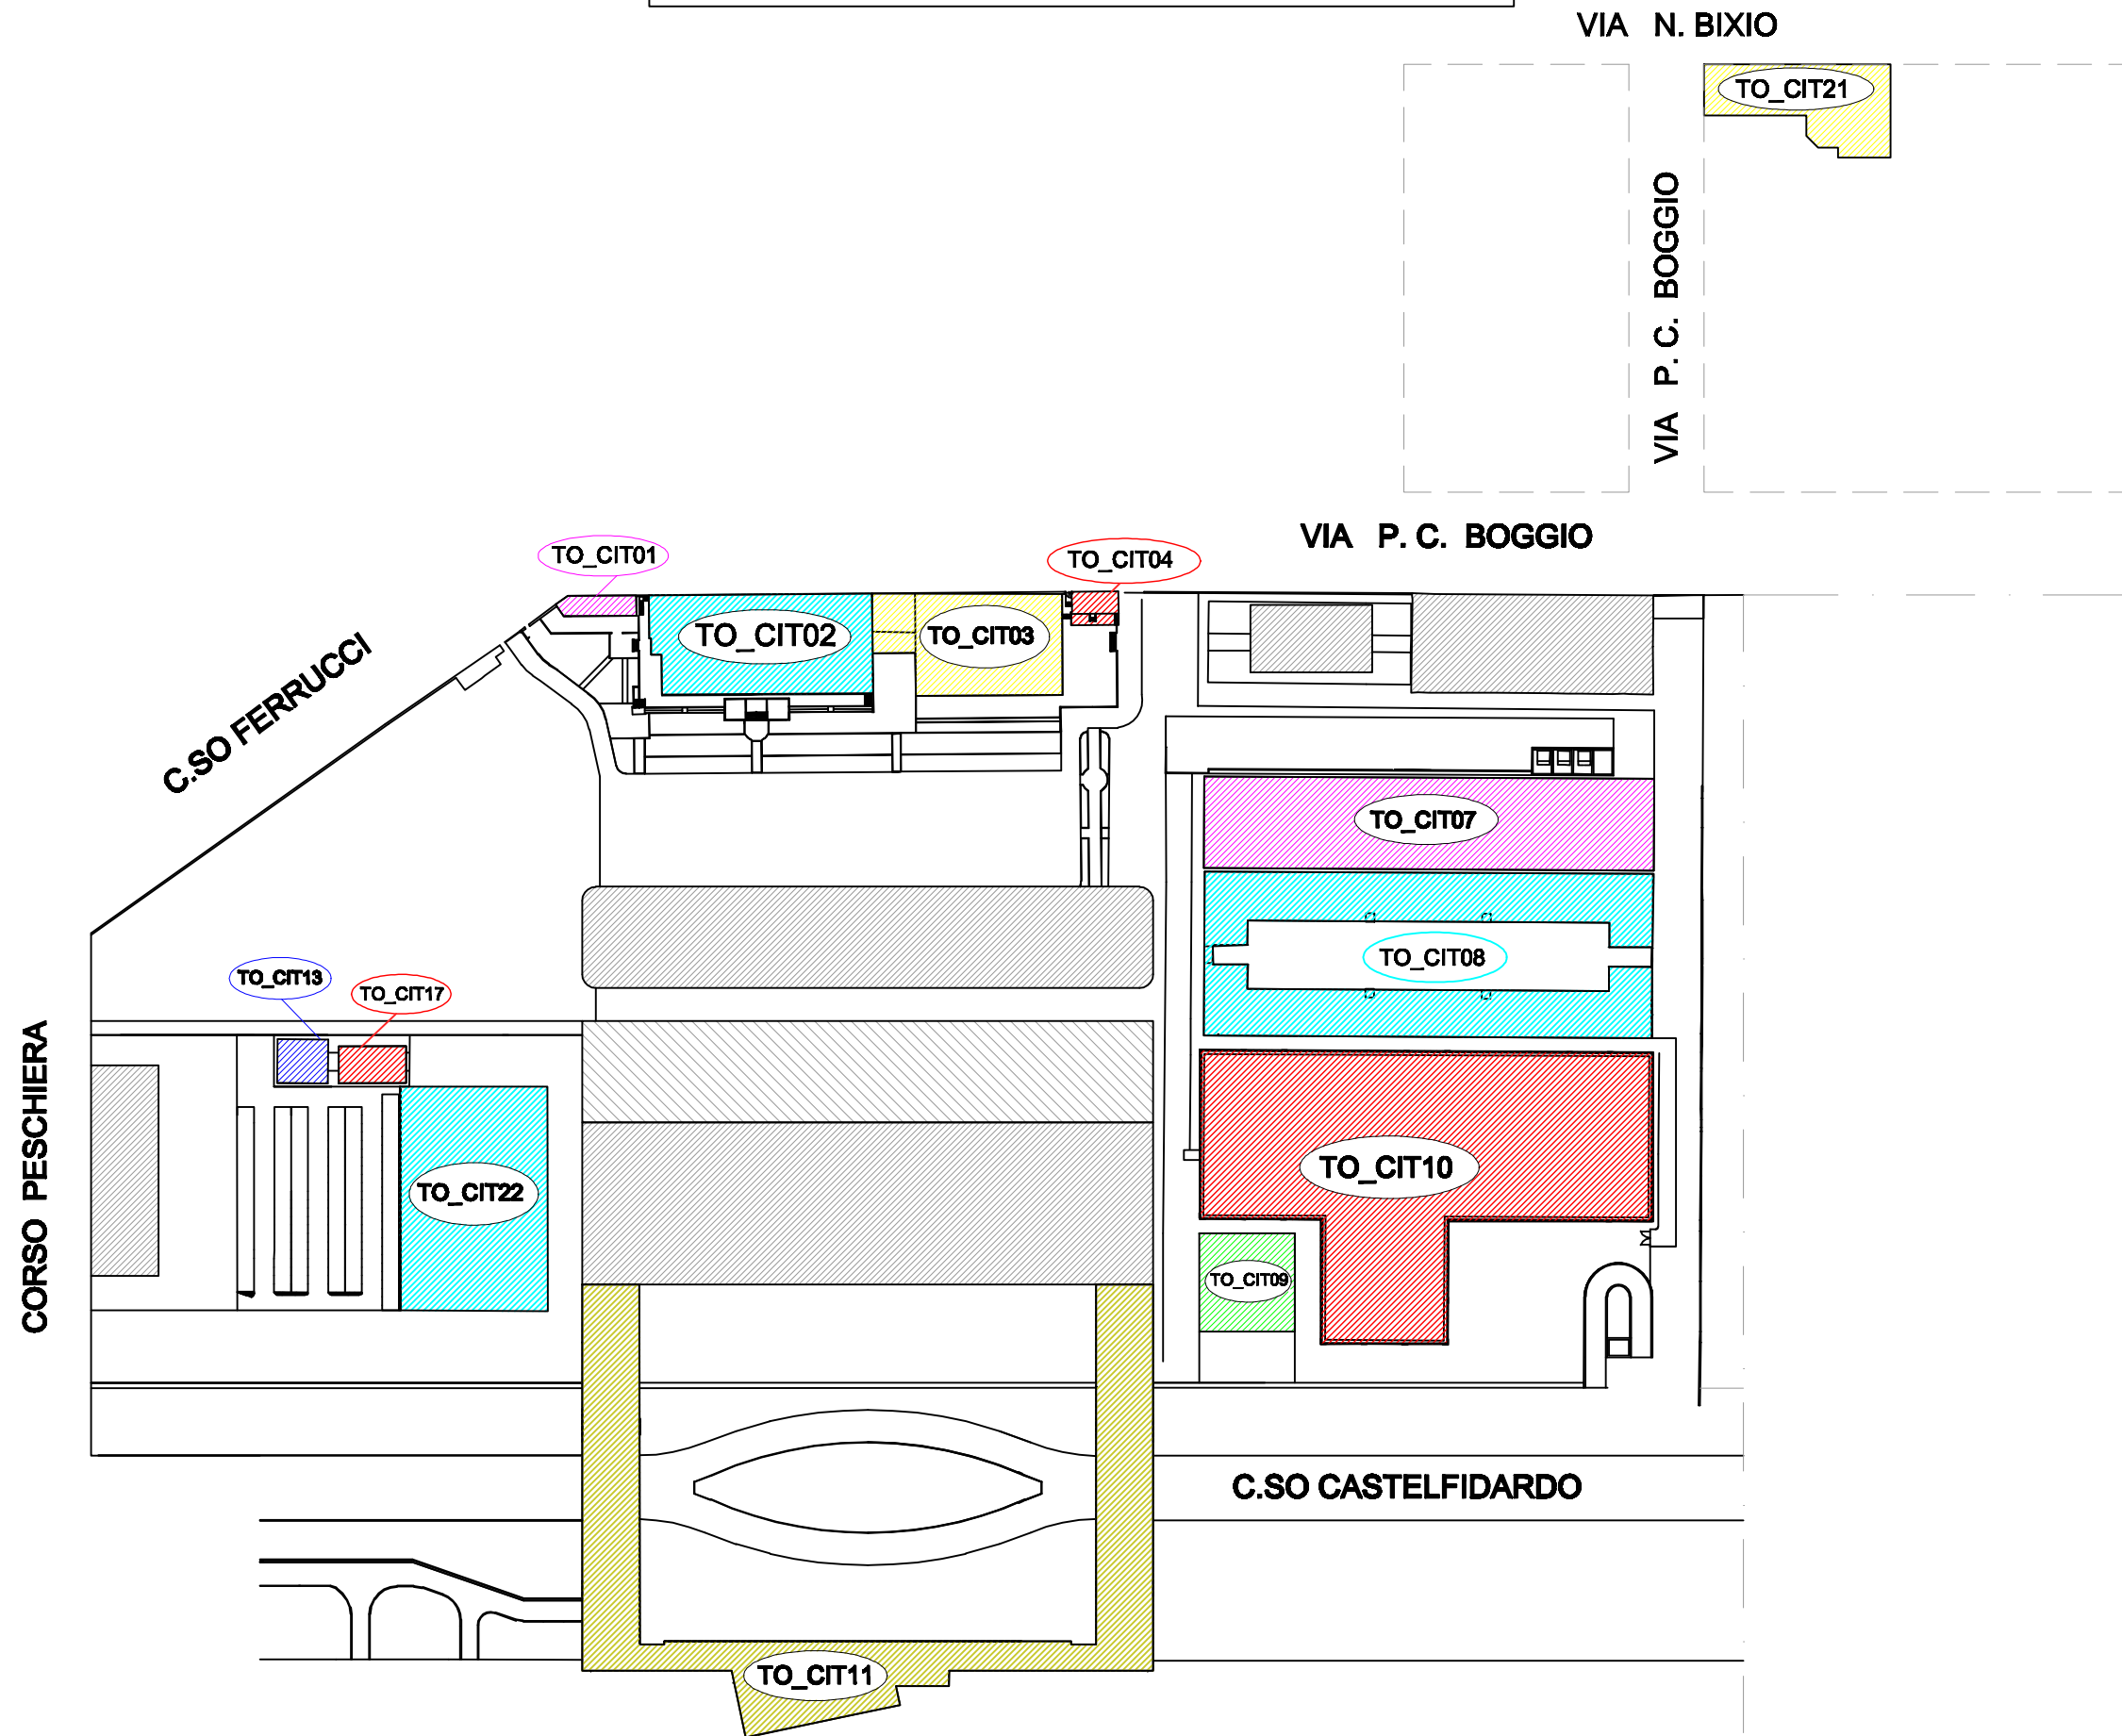 VIA N. BIXIO
TO_CIT21
VIA P. C. BOGGIO
VIA P. C. BOGGIO
TO_CIT01
TO_CIT04
TO_CIT02
TO_CIT03
C.SO FERRUCCI
TO_CIT07
TO_CIT08
TO_CIT13
TO_CIT17
CORSO PESCHIERA
TO_CIT10
TO_CIT22
TO_CIT09
C.SO CASTELFIDARDO
TO_CIT11